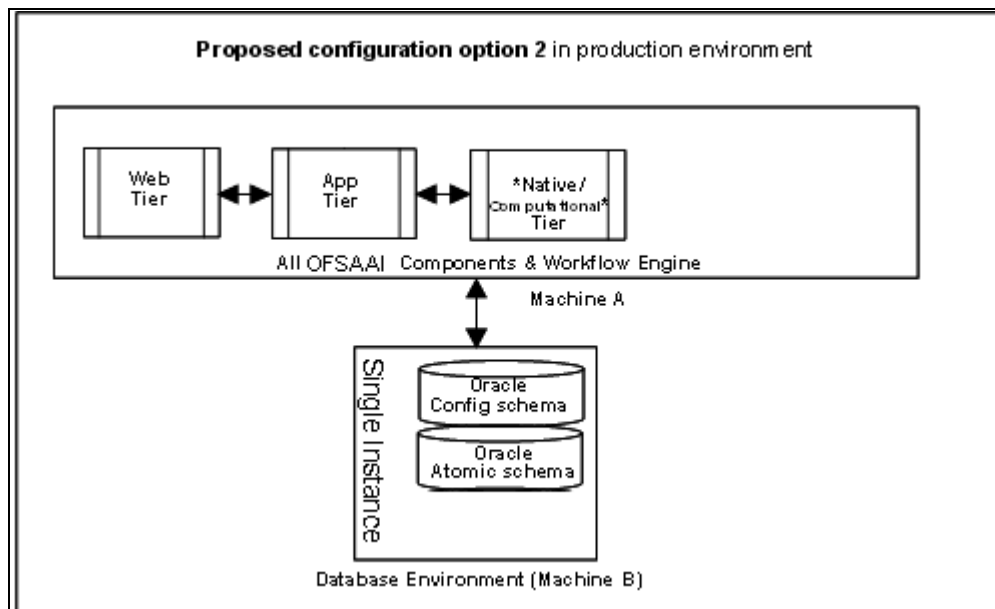 Proposed configuration option 2 in production environment
Web
Tier
App
Tier
*Native/
Computational*
Tier
All OFSAAI Components & Workflow Engine
Machine A
Single Instance
Oracle
Config schema
Oracle
Atomic schema
Database Environment (Machine B)